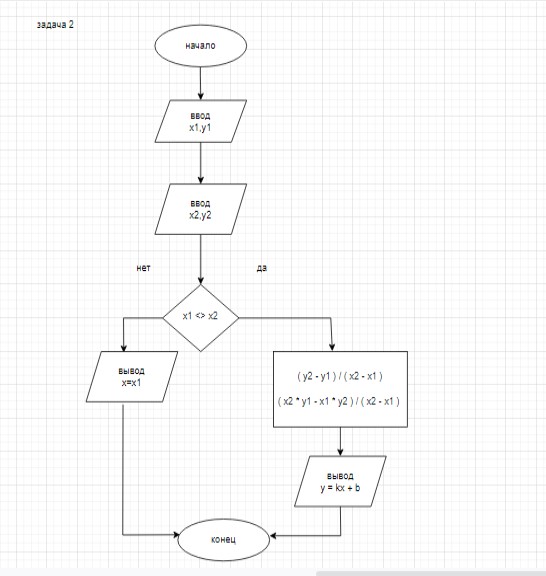 задача 2
начало
ввод
x1,y1
ввод
x2,y2
нет
да
x1 <> x2
вывод
x=x1
( y2 - y1 ) / ( x2 - x1 )
( x2 * y1 - x1 * y2 ) / ( x2 - x1 )
вывод
y = kx + b
конец